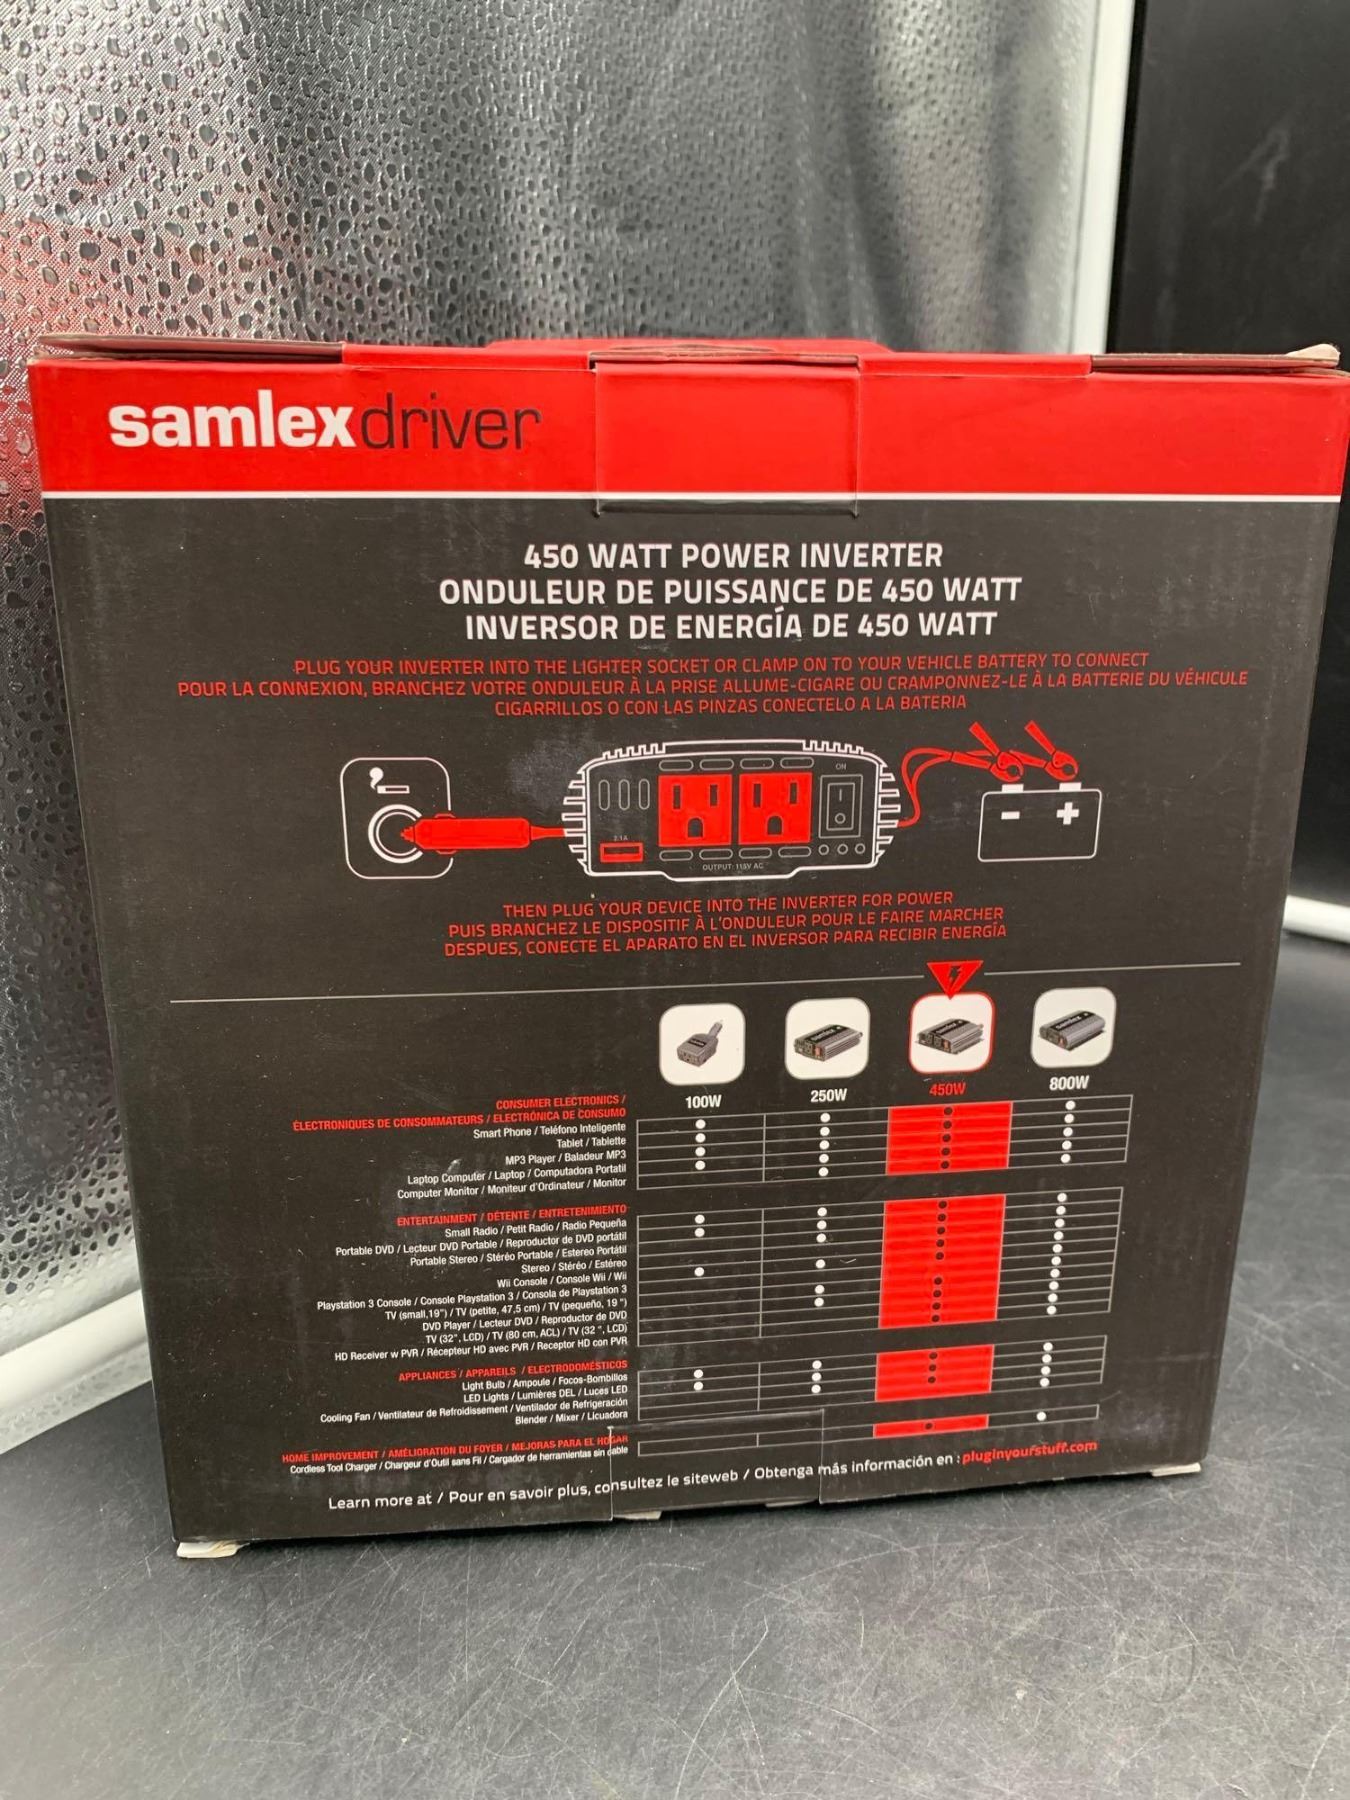 samlexdriver
450 WATT POWER INVERTER
ONDULEUR DE PUISSANCE DE 450 WATT
INVERSOR DE ENERGÍA DE 450 WATT
PLUG YOUR INVERTER INTO THE LIGHTER SOCKET OR CLAMP ON TO YOUR VEHICLE BATTERY TO CONNECT
POUR LA CONNEXION, BRANCHEZ VOTRE ONDULEUR À LA PRISE ALLUME-CIGARE OU CRAMPONNEZ-LE À LA BATTERIE DU VÉHICULE
CIGARRILLOS O CON LAS PINZAS CONECTELO A LA BATERIA
ON
2.1A
OUTPUT: 115V AC
- +
THEN PLUG YOUR DEVICE INTO THE INVERTER FOR POWER
PUIS BRANCHEZ LE DISPOSITIF À L'ONDULEUR POUR LE FAIRE MARCHER
DESPUES, CONECTE EL APARATO EN EL INVERSOR PARA RECIBIR ENERGÍA
100W 250W 450W 800W
CONSUMER ELECTRONICS /
ÉLECTRONIQUES DE CONSOMMATEURS / ELECTRÓNICA DE CONSUMO
Smart Phone / Teléfono Inteligente
Tablet / Tablette
MP3 Player / Baladeur MP3
Laptop Computer / Laptop / Computadora Portatil
Computer Monitor / Moniteur d'Ordinateur / Monitor
ENTERTAINMENT / DÉTENTE / ENTRETENIMIENTO
Small Radio / Petit Radio / Radio Pequeña
Portable DVD / Lecteur DVD Portable / Reproductor de DVD portátil
Portable Stereo / Stéréo Portable / Estereo Portátil
Stereo / Stéréo / Estéreo
Wii Console / Console Wii / Wii
Playstation 3 Console / Console Playstation 3 / Consola de Playstation 3
TV (small,19") / TV (petite, 47,5 cm) / TV (pequeño, 19 ")
DVD Player / Lecteur DVD / Reproductor de DVD
TV (32", LCD) / TV (80 cm, ACL) / TV (32 ", LCD)
HD Receiver w PVR / Récepteur HD avec PVR / Receptor HD con PVR
APPLIANCES / APPAREILS / ELECTRODOMÉSTICOS
Light Bulb / Ampoule / Focos-Bombillos
LED Lights / Lumières DEL / Luces LED
Cooling Fan / Ventilateur de Refroidissement / Ventilador de Refrigeración
Blender / Mixer / Licuadora
HOME IMPROVEMENT / AMÉLIORATION DU FOYER / MEJORAS PARA EL HOGAR
Cordless Tool Charger / Chargeur d'Outil sans Fil / Cargador de herramientas sin cable
Learn more at / Pour en savoir plus, consultez le siteweb / Obtenga más información en : pluginyourstuff.com